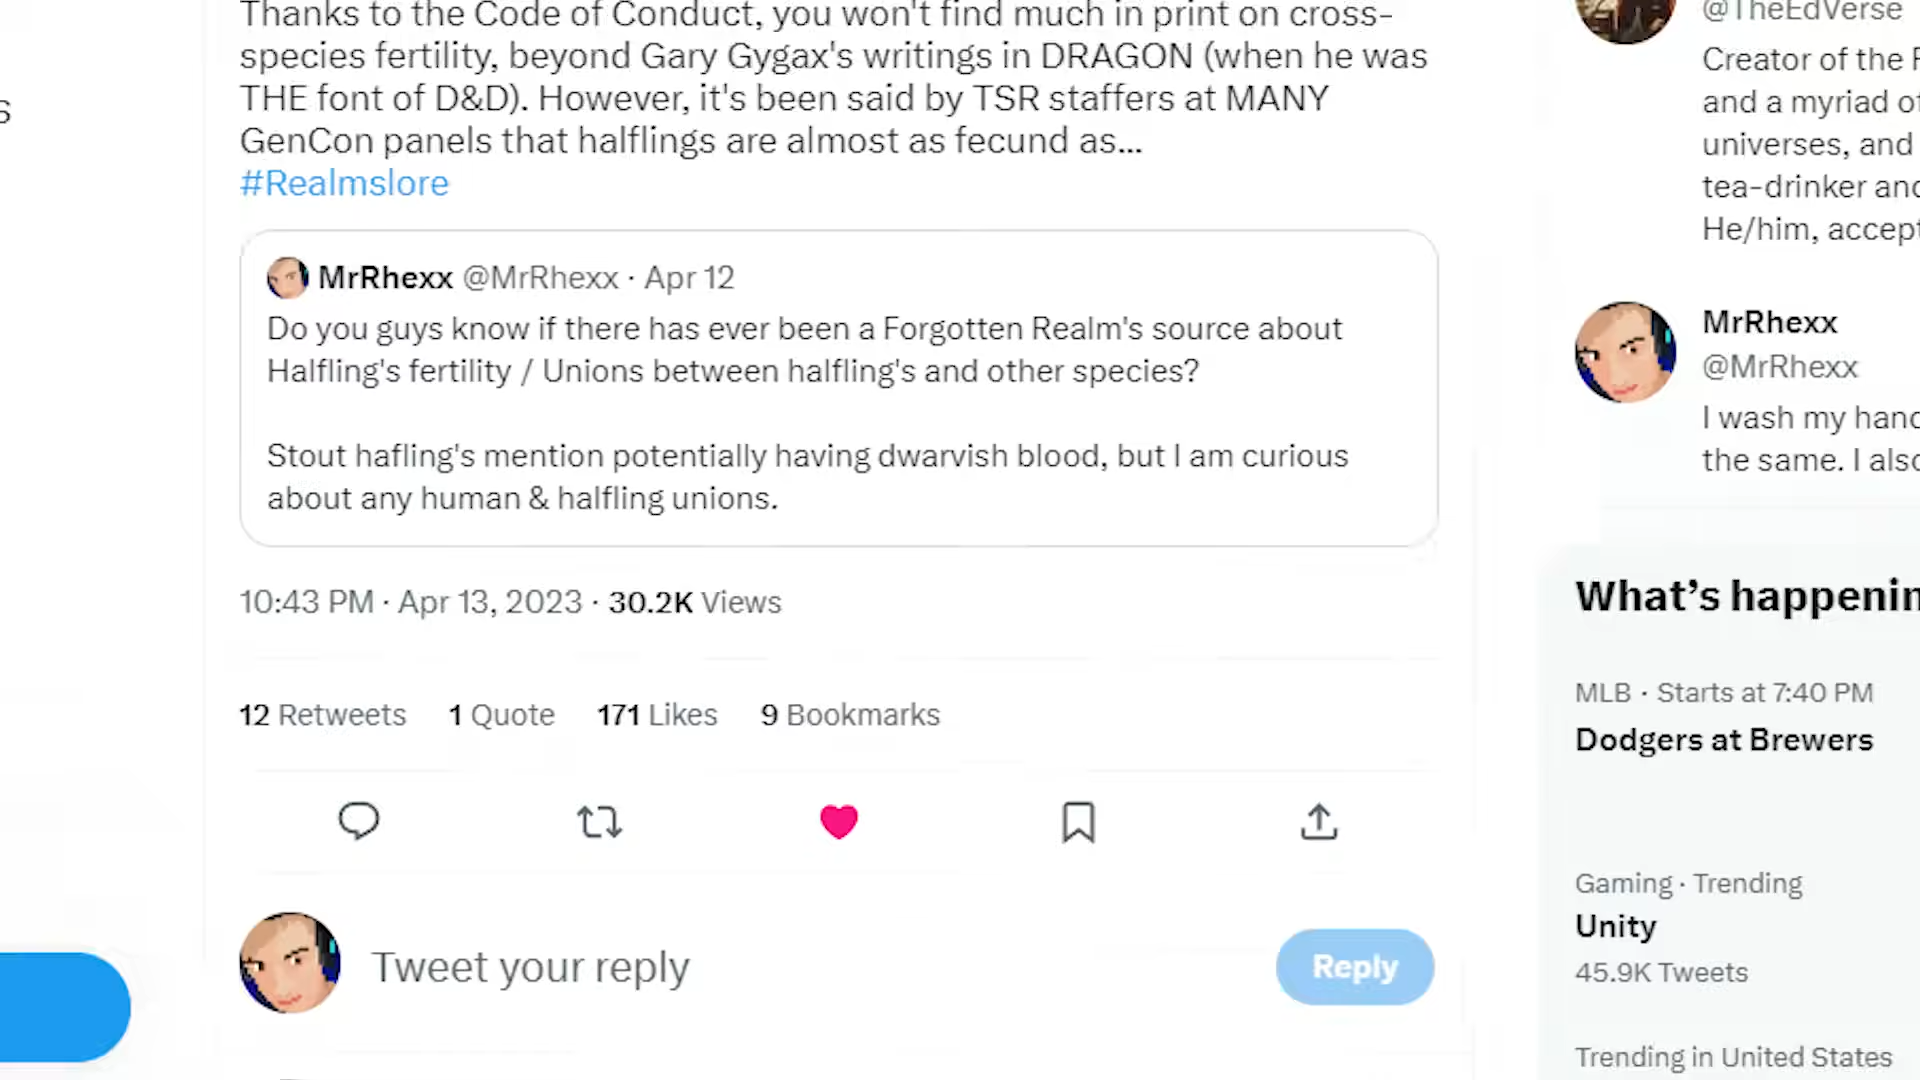 Thanks to the Code of Conduct, you won't find much in print on cross-
species fertility, beyond Gary Gygax's writings in DRAGON (when he was
THE font of D&D). However, it's been said by TSR staffers at MANY
GenCon panels that halflings are almost as fecund as...
#Realmslore
MrRhexx @MrRhexx · Apr 12
Do you guys know if there has ever been a Forgotten Realm's source about
Halfling's fertility / Unions between halfling's and other species?
Stout hafling's mention potentially having dwarvish blood, but I am curious
about any human & halfling unions.
10:43 PM · Apr 13, 2023 · 30.2K Views
12 Retweets 1 Quote 171 Likes 9 Bookmarks
Tweet your reply
Reply
@TheEdVerse
Creator of the
and a myriad of
universes, and
tea-drinker and
He/him, accept
MrRhexx
@MrRhexx
I wash my hand
the same. I also
What's happenin
MLB · Starts at 7:40 PM
Dodgers at Brewers
Gaming · Trending
Unity
45.9K Tweets
Trending in United States